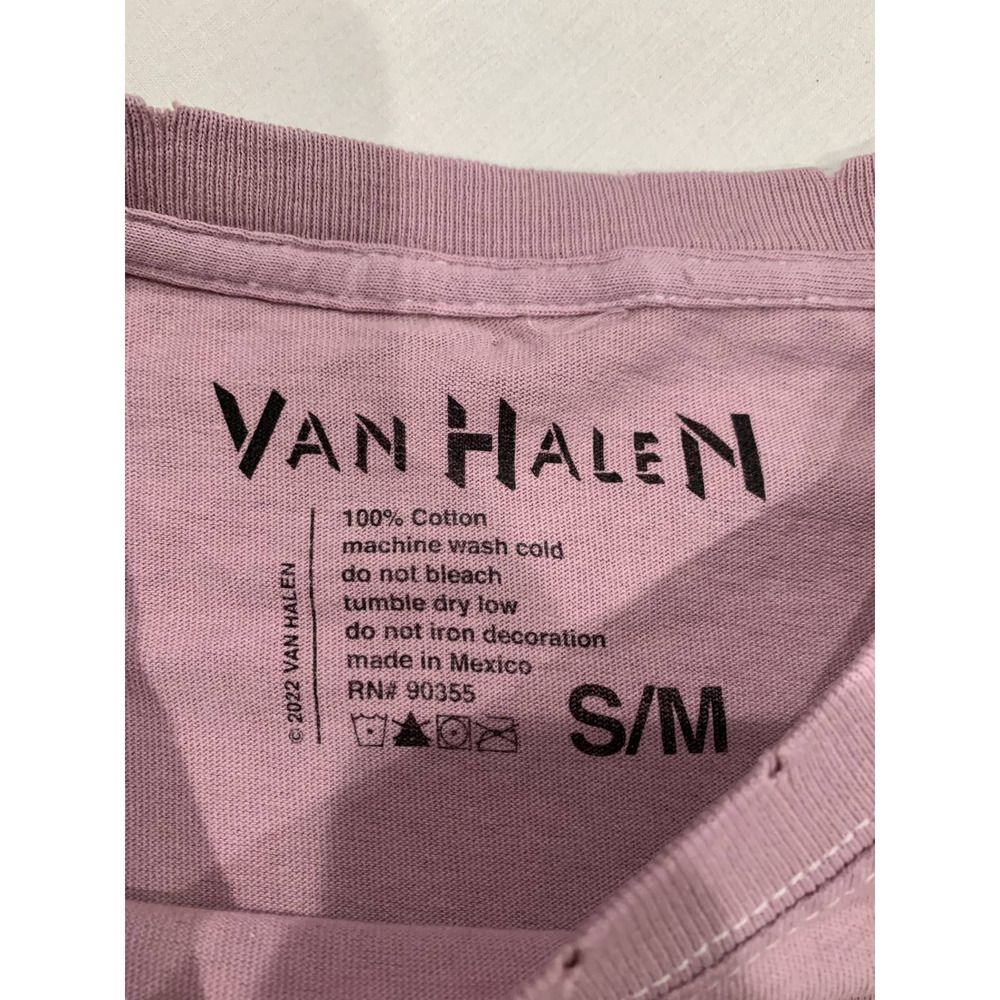 VAN HALEN
© 2022 VAN HALEN
100% Cotton
machine wash cold
do not bleach
tumble dry low
do not iron decoration
made in Mexico
RN# 90355
S/M